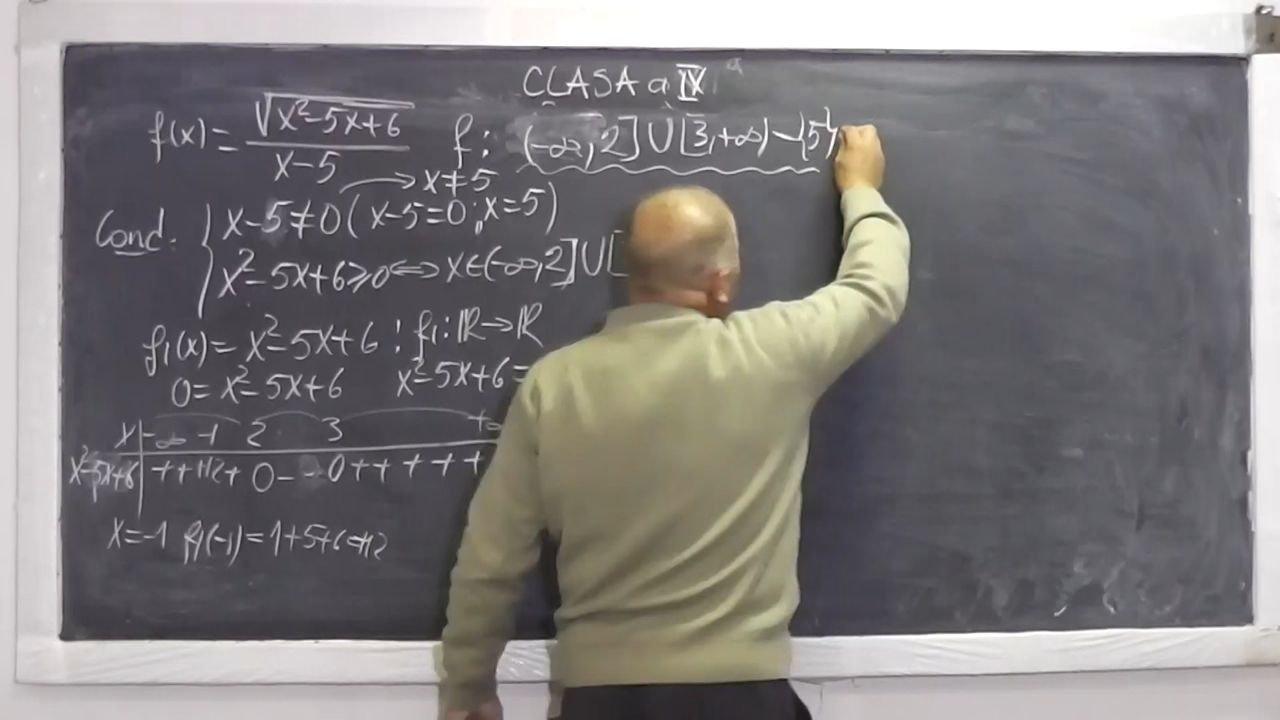 CLASA a IX a
f(x) = √(x²-5x+6) / (x-5) f: (-∞, 2] U [3, +∞) - {5}
→ x ≠ 5
Cond: { x-5≠0 ( x-5=0; x=5)
x²-5x+6 ≥ 0 ⇔ x ∈ (-∞, 2] U [
f₁(x) = x²-5x+6 ; f₁: ℝ → ℝ
0 = x²-5x+6 x²-5x+6 =
x | -∞ -1 2 3 +∞
x²-5x+6 | + + +12 + 0 - - - 0 + + + + +
x=-1 f₁(-1) = 1+5+6=+12